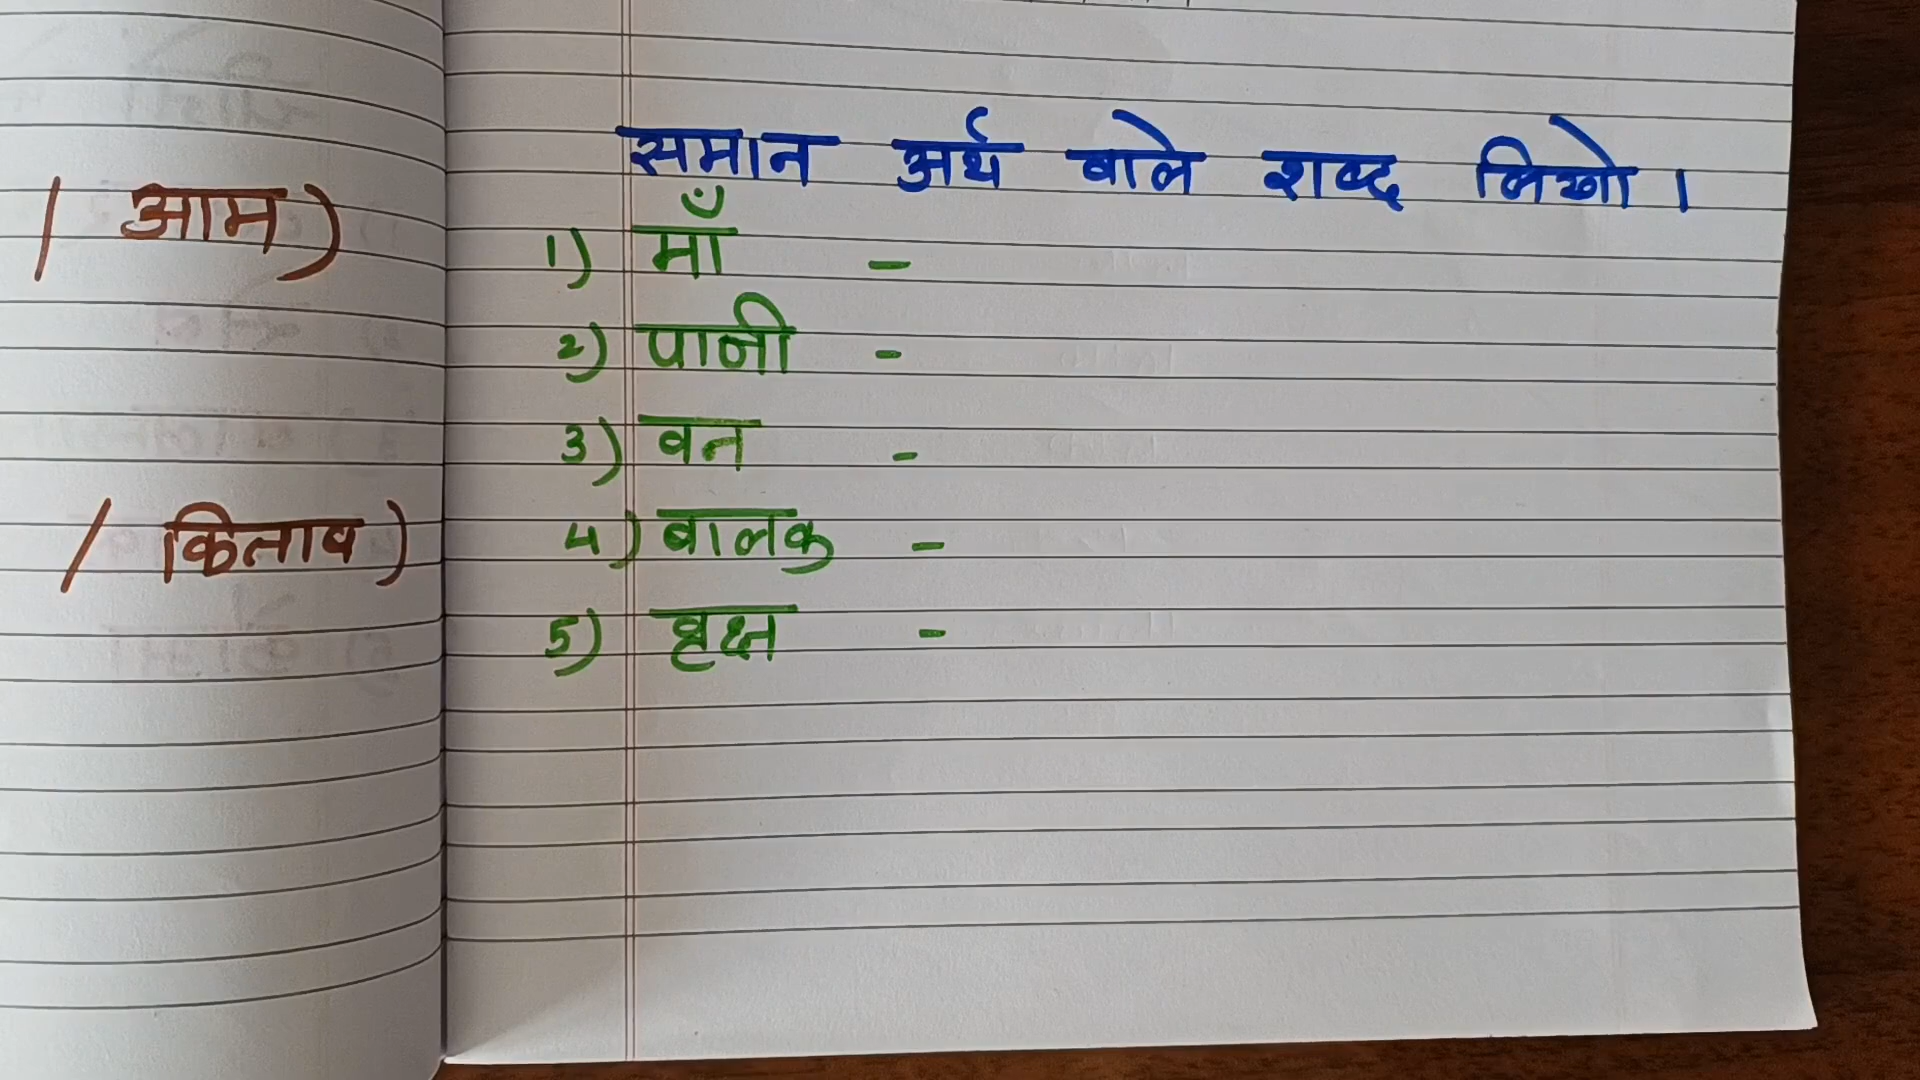 / आम)
/ किताब)
समान अर्थ वाले शब्द लिखो ।
1) माँ -
2) पानी -
3) वन -
4) बालक -
5) वृक्ष -